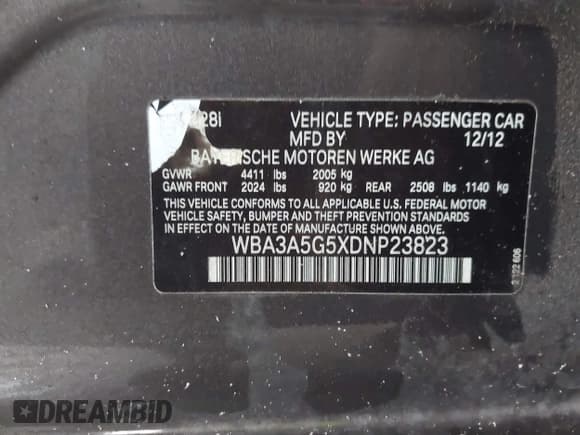 28i VEHICLE TYPE: PASSENGER CAR
MFD BY 12/12
BAYERISCHE MOTOREN WERKE AG
GVWR 4411 lbs 2005 kg
GAWR FRONT 2024 lbs 920 kg REAR 2508 lbs 1140 kg
THIS VEHICLE CONFORMS TO ALL APPLICABLE U.S. FEDERAL MOTOR
VEHICLE SAFETY, BUMPER AND THEFT PREVENTION STANDARDS
IN EFFECT ON THE DATE OF MANUFACTURE SHOWN ABOVE.
WBA3A5G5XDNP23823
DREAMBID